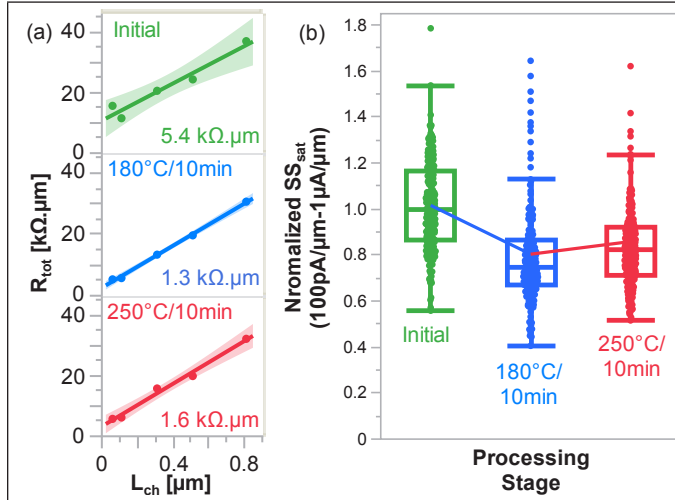 (a)
Initial
40
20
0
5.4 kΩ.μm
180°C/10min
40
20
0
1.3 kΩ.μm
250°C/10min
40
20
0
1.6 kΩ.μm
R_tot [kΩ.μm]
0 0.4 0.8
L_ch [μm]
(b)
1.8
1.6
1.4
1.2
1.0
0.8
0.6
0.4
0.2
0
Nromalized SS_sat
(100pA/μm-1μA/μm)
Initial
180°C/
10min
250°C/
10min
Processing
Stage